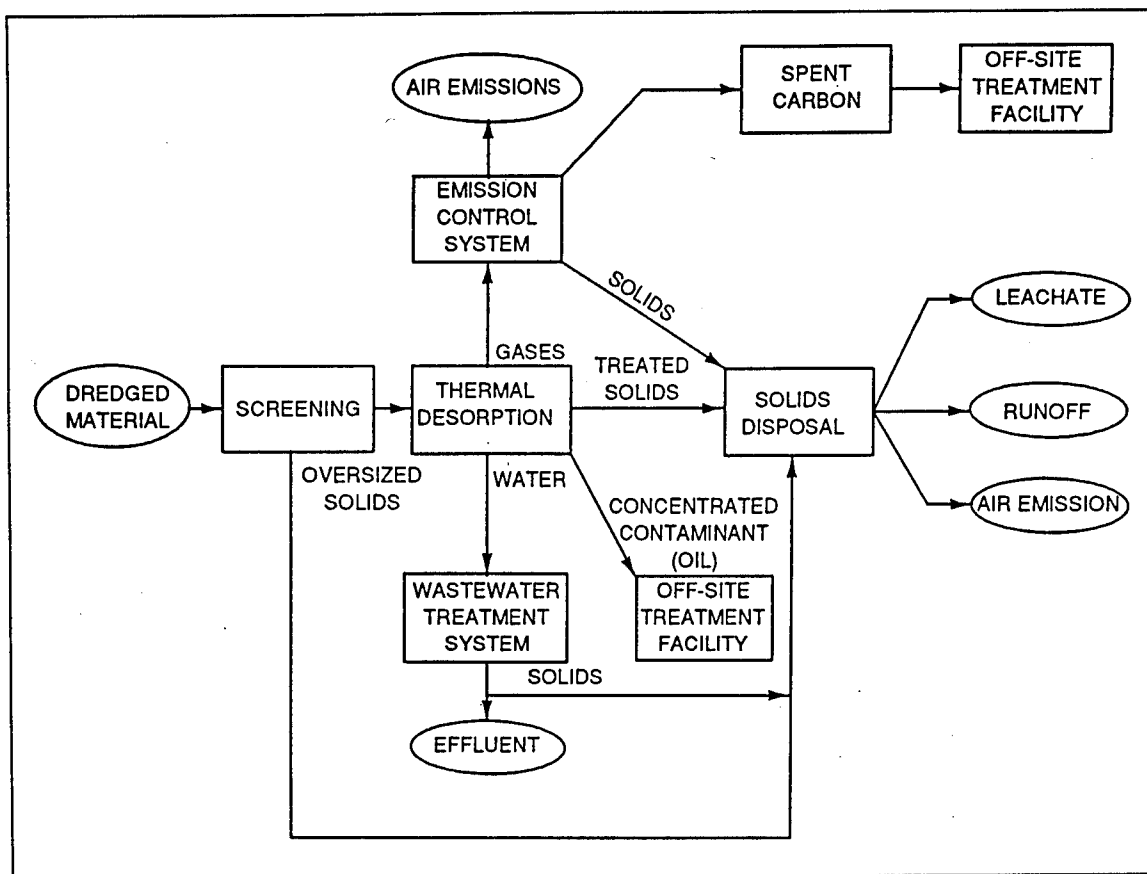 AIR EMISSIONS
SPENT
CARBON
OFF-SITE
TREATMENT
FACILITY
EMISSION
CONTROL
SYSTEM
SOLIDS
LEACHATE
GASES
TREATED
SOLIDS
DREDGED
MATERIAL
SCREENING
THERMAL
DESORPTION
SOLIDS
DISPOSAL
RUNOFF
OVERSIZED
SOLIDS
WATER
CONCENTRATED
CONTAMINANT
(OIL)
AIR EMISSION
WASTEWATER
TREATMENT
SYSTEM
OFF-SITE
TREATMENT
FACILITY
SOLIDS
EFFLUENT